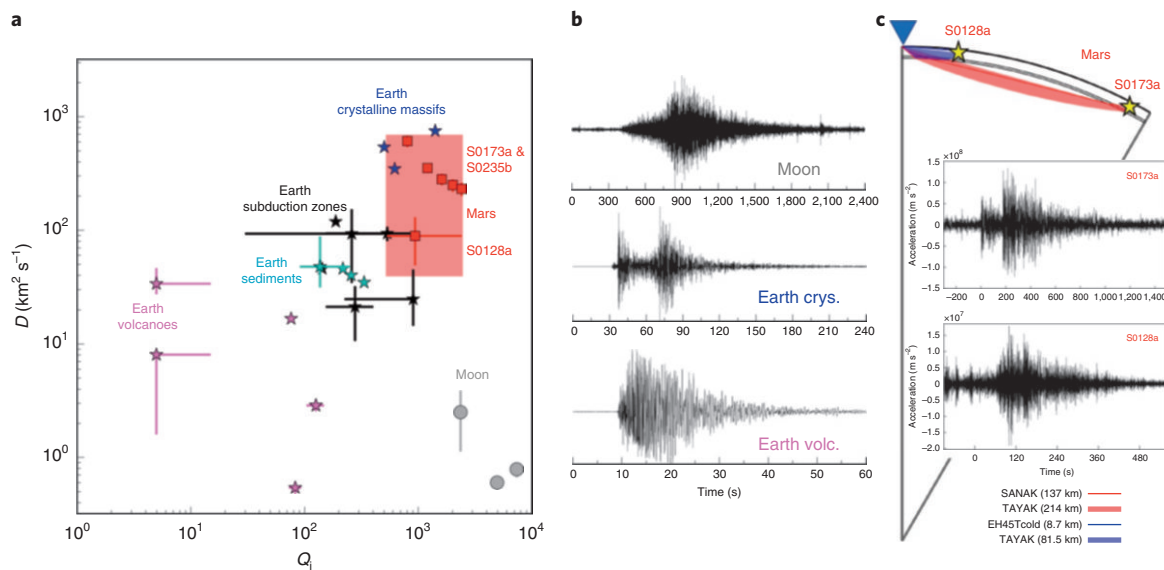 a
D (km² s⁻¹)
10³
10²
10¹
10⁰
10⁰
10¹
10²
10³
10⁴
Qᵢ
Earth
crystalline massifs
S0173a &
S0235b
Earth
subduction zones
Mars
S0128a
Earth
sediments
Earth
volcanoes
Moon
b
Moon
0 300 600 900 1,200 1,500 1,800 2,100 2,400
Earth crys.
0 30 60 90 120 150 180 210 240
Earth volc.
0 10 20 30 40 50 60
Time (s)
c
S0128a
Mars
S0173a
×10⁸
S0173a
Acceleration (m s⁻²)
1.5
1.0
0.5
0
−0.5
−1.0
−1.5
−300 −200 0 200 400 600 800 1,000 1,200 1,400
×10⁷
S0128a
Acceleration (m s⁻²)
1.5
1.0
0.5
0
−0.5
−1.0
−1.5
−2.0
0 120 240 360 480
Time (s)
SANAK (137 km)
TAYAK (214 km)
EH45Tcold (8.7 km)
TAYAK (81.5 km)